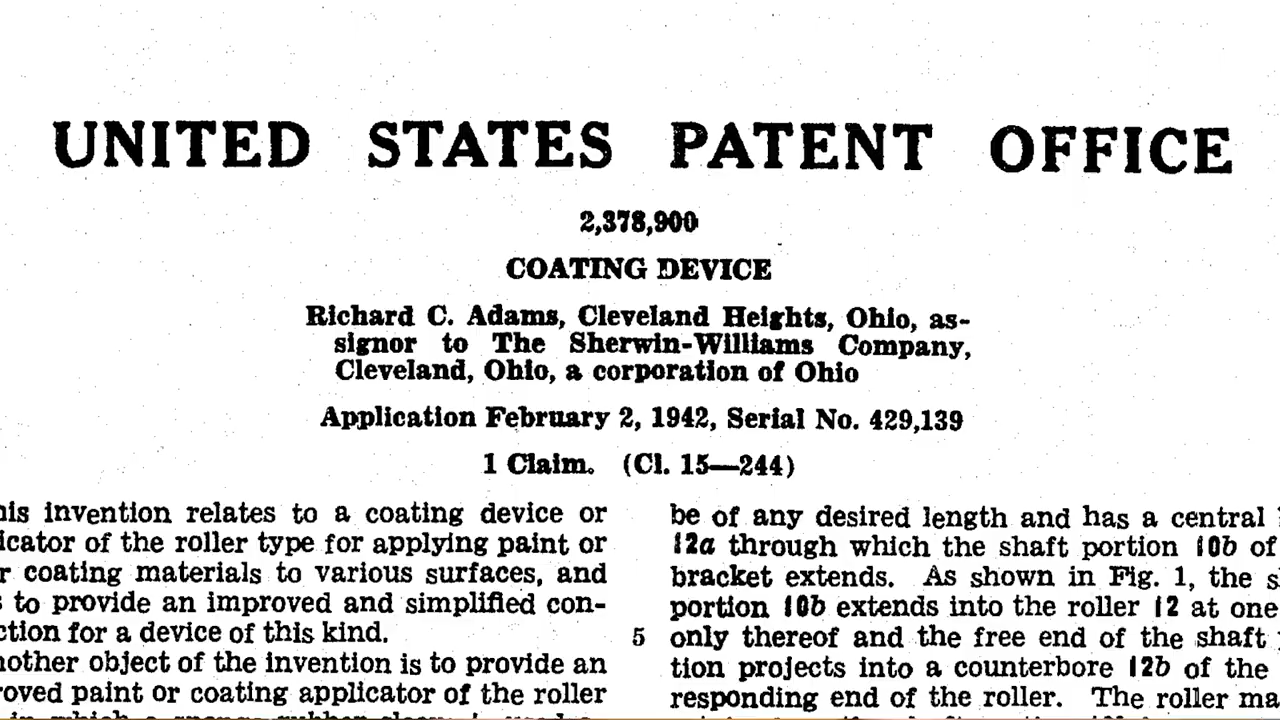 UNITED STATES PATENT OFFICE
2,378,900
COATING DEVICE
Richard C. Adams, Cleveland Heights, Ohio, as-
signor to The Sherwin-Williams Company,
Cleveland, Ohio, a corporation of Ohio
Application February 2, 1942, Serial No. 429,139
1 Claim. (Cl. 15—244)
invention relates to a coating device or
of the roller type for applying paint or
coating materials to various surfaces, and
to provide an improved and simplified con-
for a device of this kind.
object of the invention is to provide an
paint or coating applicator of the roller
be of any desired length and has a central
12a through which the shaft portion 10b of
bracket extends. As shown in Fig. 1, the
portion 10b extends into the roller 12 at one
5 only thereof and the free end of the shaft
tion projects into a counterbore 12b of the
responding end of the roller. The roller